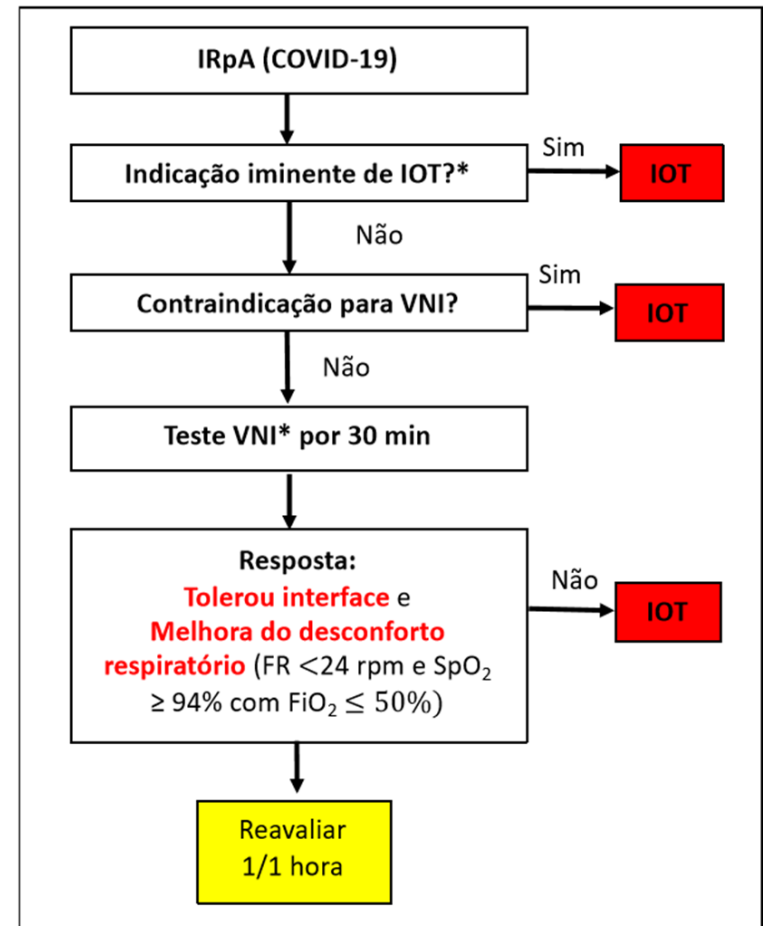 IRpA (COVID-19)
Indicação iminente de IOT?*
Sim
IOT
Não
Contraindicação para VNI?
Sim
IOT
Não
Teste VNI* por 30 min
Resposta:
Tolerou interface e
Melhora do desconforto
respiratório (FR <24 rpm e SpO₂
≥ 94% com FiO₂ ≤ 50%)
Não
IOT
Reavaliar
1/1 hora